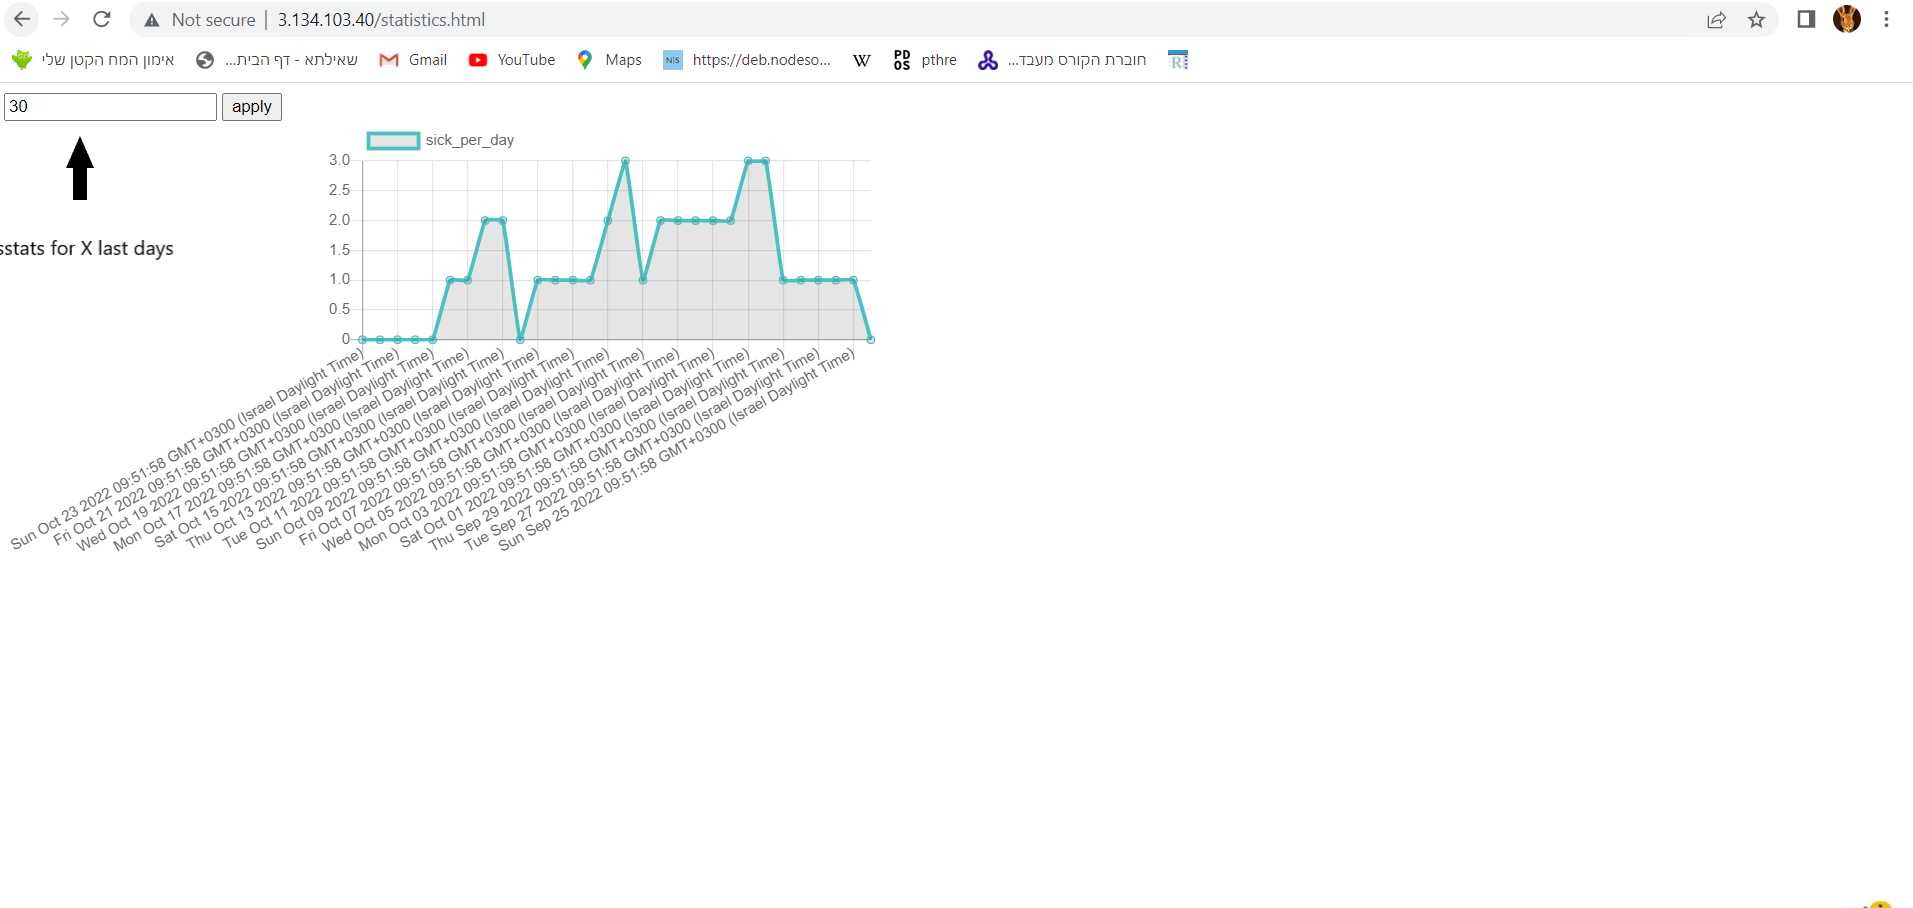 Not secure | 3.134.103.40/statistics.html
אימון המח הקטן שלי שאילתא - דף הבית... Gmail YouTube Maps N|S https://deb.nodeso... W PDOS pthre חוברת הקורס מעבד... R
30 apply
sick_per_day
3.0
2.5
2.0
1.5
1.0
0.5
0
sstats for X last days
Sun Oct 23 2022 09:51:58 GMT+0300 (Israel Daylight Time)
Fri Oct 21 2022 09:51:58 GMT+0300 (Israel Daylight Time)
Wed Oct 19 2022 09:51:58 GMT+0300 (Israel Daylight Time)
Mon Oct 17 2022 09:51:58 GMT+0300 (Israel Daylight Time)
Sat Oct 15 2022 09:51:58 GMT+0300 (Israel Daylight Time)
Thu Oct 13 2022 09:51:58 GMT+0300 (Israel Daylight Time)
Tue Oct 11 2022 09:51:58 GMT+0300 (Israel Daylight Time)
Sun Oct 09 2022 09:51:58 GMT+0300 (Israel Daylight Time)
Fri Oct 07 2022 09:51:58 GMT+0300 (Israel Daylight Time)
Wed Oct 05 2022 09:51:58 GMT+0300 (Israel Daylight Time)
Mon Oct 03 2022 09:51:58 GMT+0300 (Israel Daylight Time)
Sat Oct 01 2022 09:51:58 GMT+0300 (Israel Daylight Time)
Thu Sep 29 2022 09:51:58 GMT+0300 (Israel Daylight Time)
Tue Sep 27 2022 09:51:58 GMT+0300 (Israel Daylight Time)
Sun Sep 25 2022 09:51:58 GMT+0300 (Israel Daylight Time)